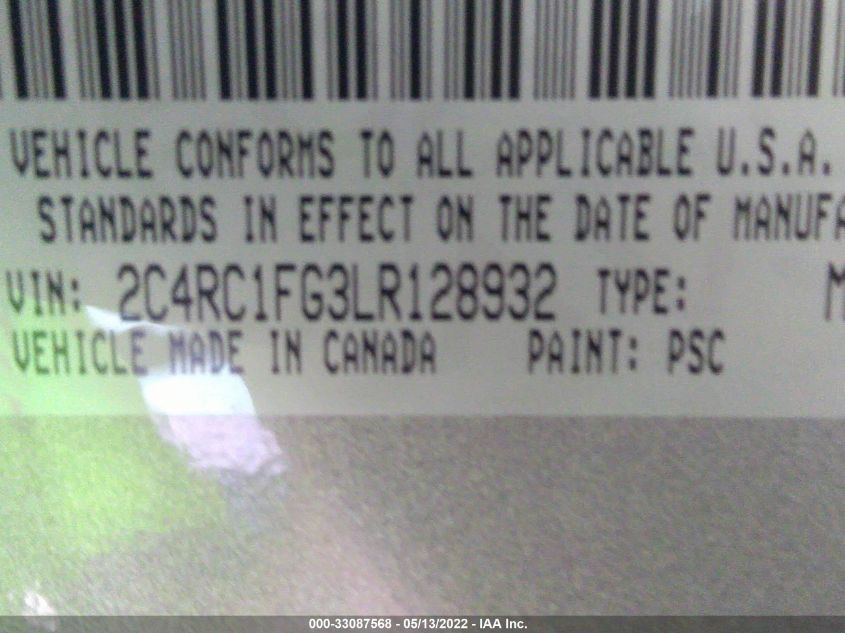 VEHICLE CONFORMS TO ALL APPLICABLE U.S.A.
STANDARDS IN EFFECT ON THE DATE OF MANUFA
VIN: 2C4RC1FG3LR128932 TYPE: M
VEHICLE MADE IN CANADA PAINT: PSC
000-33087568 - 05/13/2022 - IAA Inc.